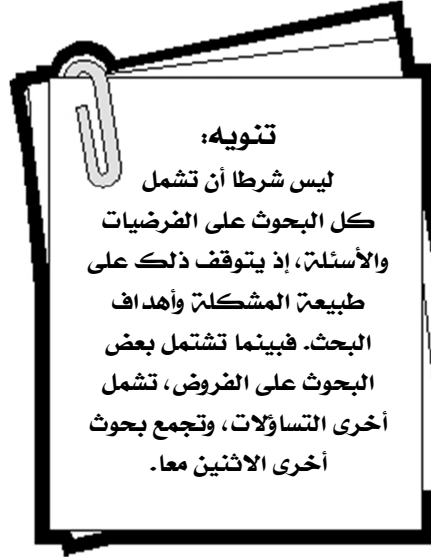 تنويه:
ليس شرطا أن تشمل
كل البحوث على الفرضيات
والأسئلة، إذ يتوقف ذلك على
طبيعة المشكلة وأهداف
البحث. فبينما تشتمل بعض
البحوث على الفروض، تشمل
أخرى التساؤلات، وتجمع بحوث
أخرى الاثنين معا.